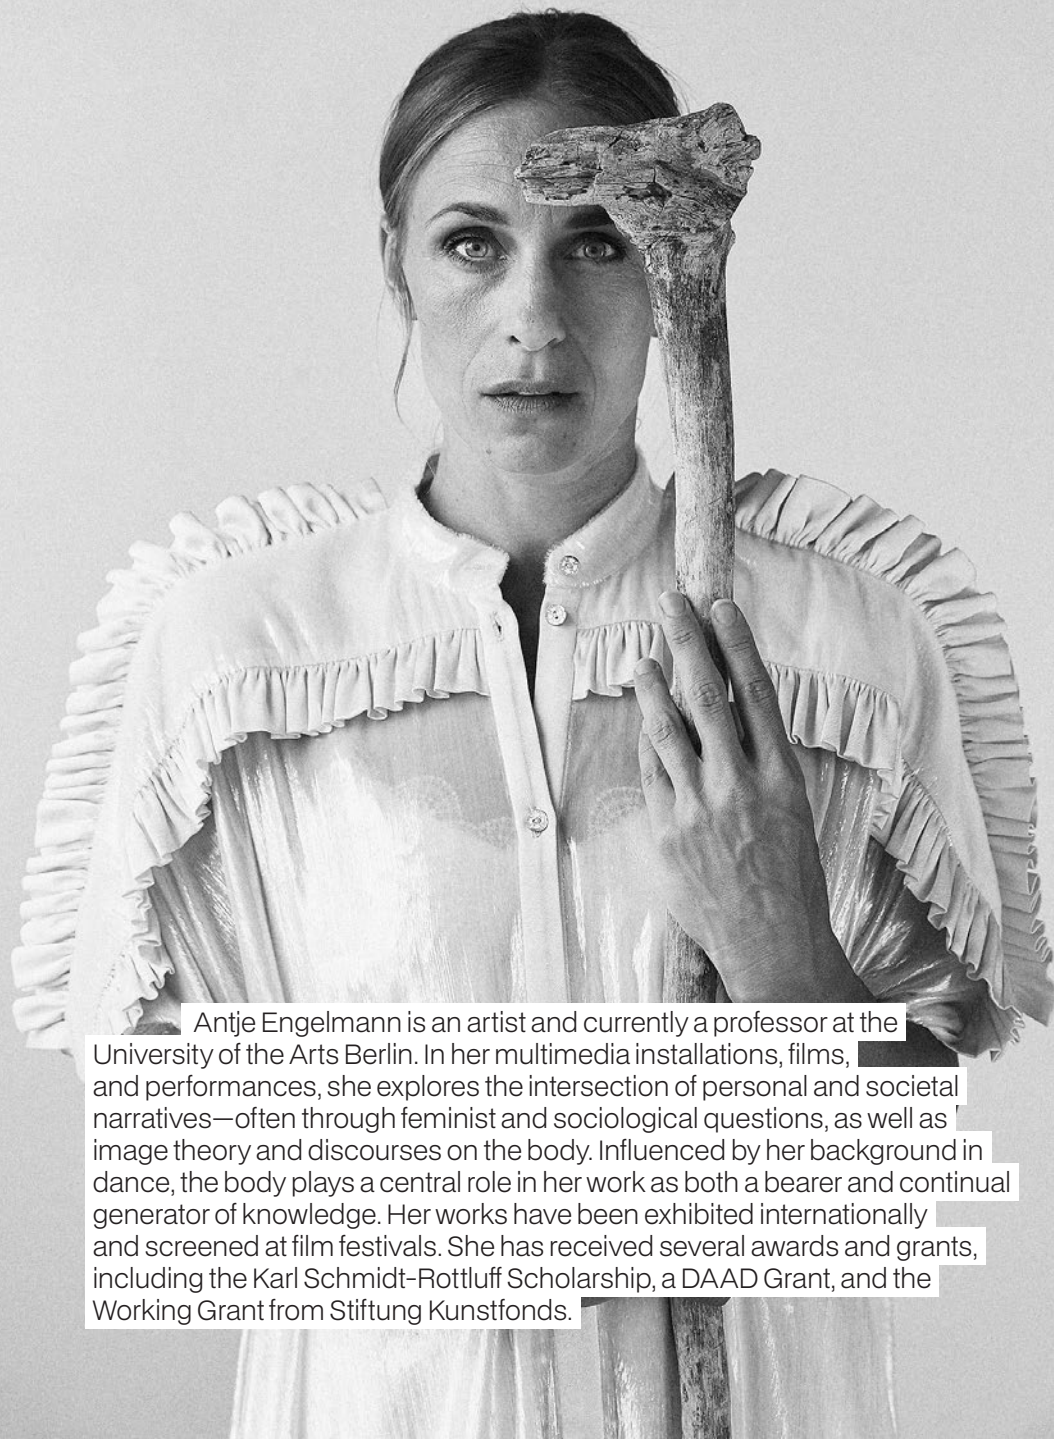 Antje Engelmann is an artist and currently a professor at the
University of the Arts Berlin. In her multimedia installations, films,
and performances, she explores the intersection of personal and societal
narratives—often through feminist and sociological questions, as well as
image theory and discourses on the body. Influenced by her background in
dance, the body plays a central role in her work as both a bearer and continual
generator of knowledge. Her works have been exhibited internationally
and screened at film festivals. She has received several awards and grants,
including the Karl Schmidt-Rottluff Scholarship, a DAAD Grant, and the
Working Grant from Stiftung Kunstfonds.